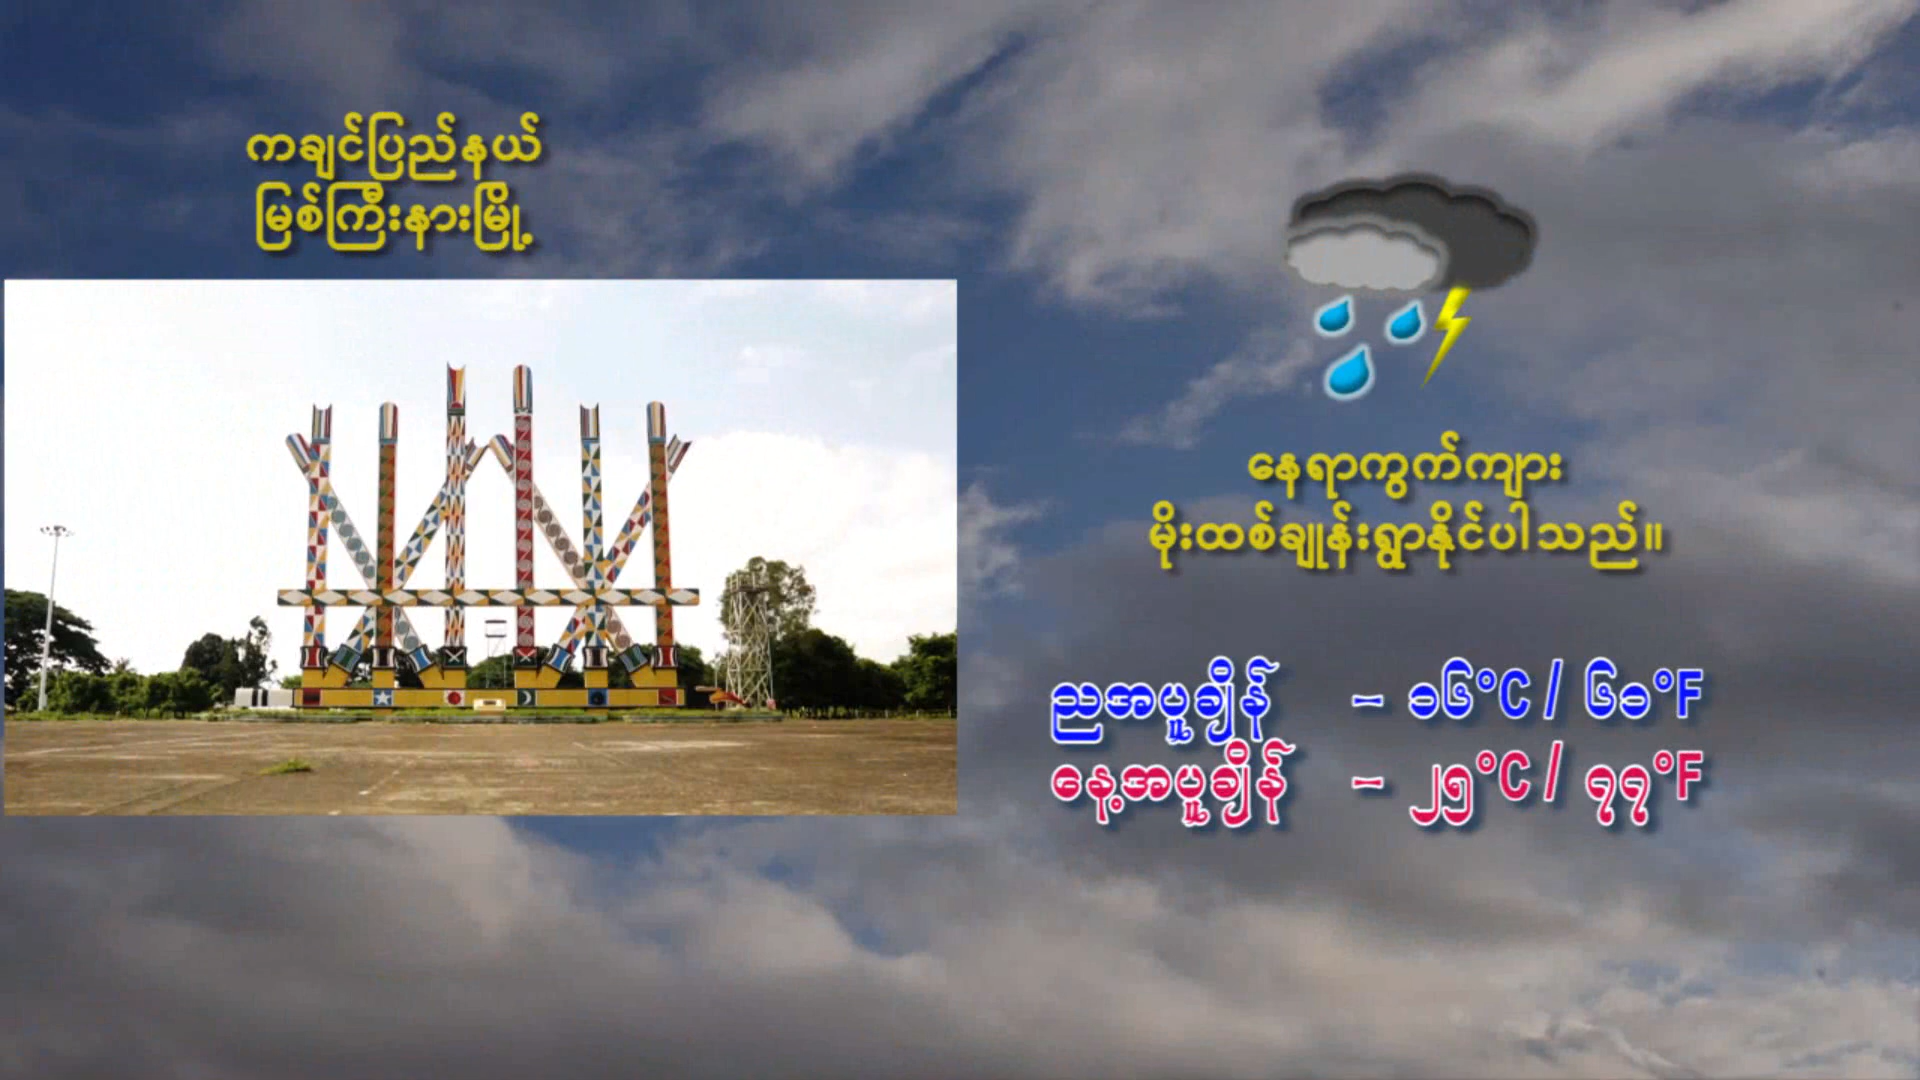 ကချင်ပြည်နယ်
မြစ်ကြီးနားမြို့
နေရာကွက်ကျား
မိုးထစ်ချုန်းရွာနိုင်ပါသည်။
ညအပူချိန် - ၁၆°C / ၆၁°F
နေ့အပူချိန် - ၂၅°C / ၇၇°F